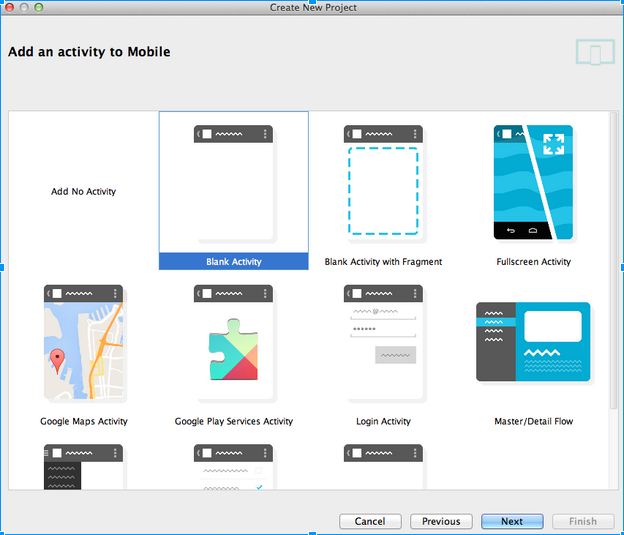 Create New Project
Add an activity to Mobile
Add No Activity
Blank Activity
Blank Activity with Fragment
Fullscreen Activity
Google Maps Activity
Google Play Services Activity
Login Activity
Master/Detail Flow
Cancel
Previous
Next
Finish